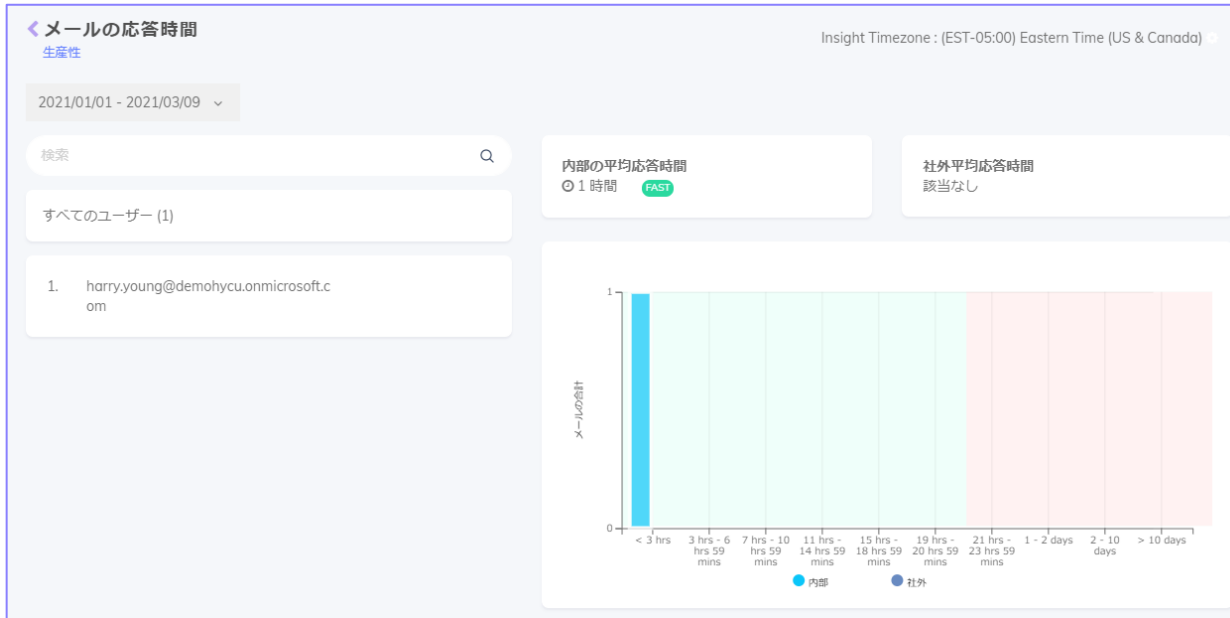 メールの応答時間
生産性
Insight Timezone : (EST-05:00) Eastern Time (US & Canada)
2021/01/01 - 2021/03/09
検索
すべてのユーザー (1)
1. harry.young@demohycu.onmicrosoft.c
om
内部の平均応答時間
1 時間 FAST
社外平均応答時間
該当なし
メールの合計
1
0
< 3 hrs
3 hrs - 6
hrs 59
mins
7 hrs - 10
hrs 59
mins
11 hrs -
14 hrs 59
mins
15 hrs -
18 hrs 59
mins
19 hrs -
20 hrs 59
mins
21 hrs -
23 hrs 59
mins
1 - 2 days
2 - 10
days
> 10 days
内部
社外